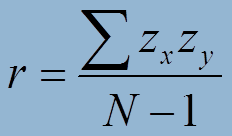 r = ∑ z_x z_y / N − 1